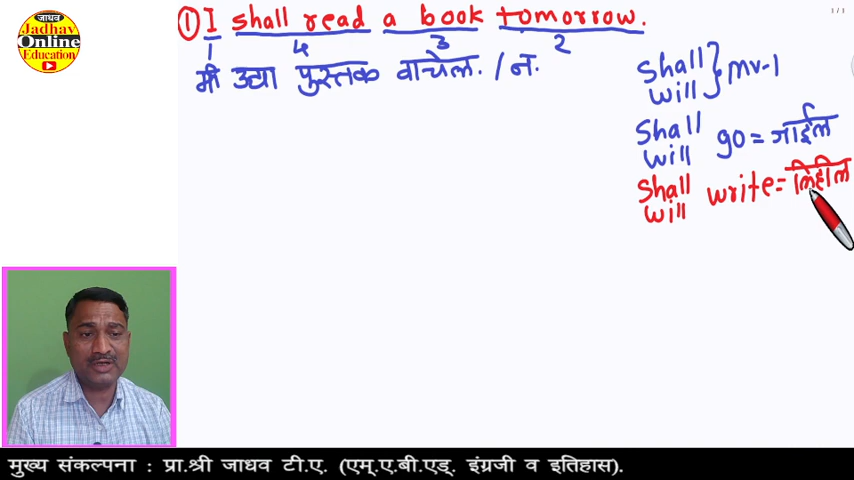 जाधव
Jadhav
Online
Education
1/1
① I shall read a book tomorrow.
1 4 3 2
मी उद्या पुस्तक वाचेल. / न.
Shall
will } mv-1
Shall
will go = जाईल
Shall
will write = लिहील
मुख्य संकल्पना : प्रा.श्री जाधव टी.ए. (एम्.ए.बी.एड्. इंग्रजी व इतिहास).